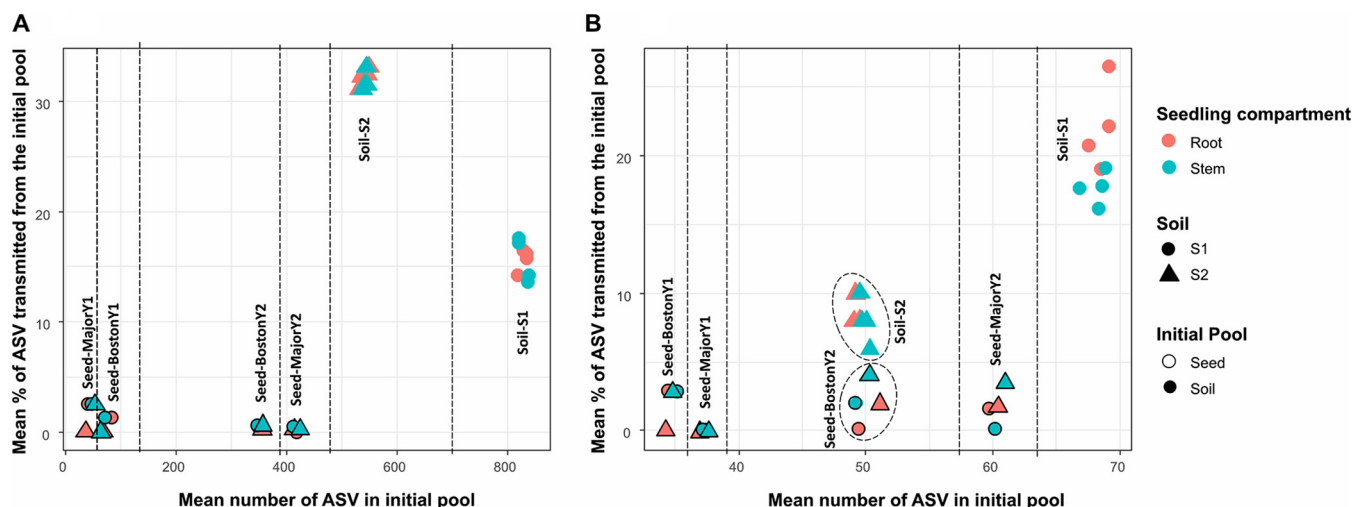 A
Mean % of ASV transmitted from the initial pool
30
20
10
0
Seed-MajorY1
Seed-BostonY1
Seed-BostonY2
Seed-MajorY2
Soil-S2
Soil-S1
0 200 400 600 800
Mean number of ASV in initial pool
B
Mean % of ASV transmitted from the initial pool
20
10
0
Seed-BostonY1
Seed-MajorY1
Seed-BostonY2
Soil-S2
Seed-MajorY2
Soil-S1
40 50 60 70
Mean number of ASV in initial pool
Seedling compartment
Root
Stem
Soil
S1
S2
Initial Pool
Seed
Soil